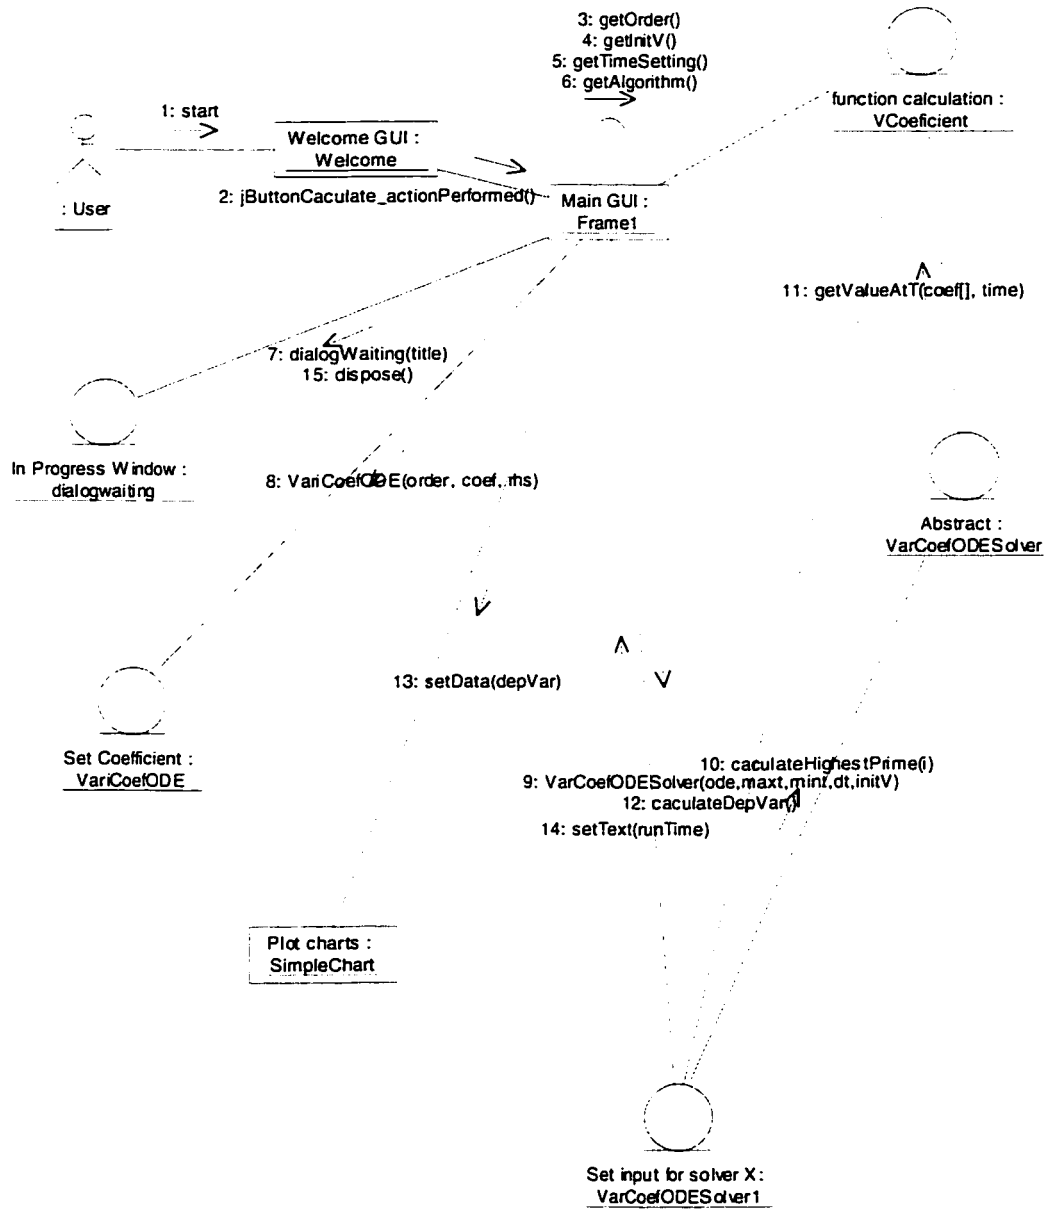 3: getOrder()
4: getInitV()
5: getTimeSetting()
6: getAlgorithm()
function calculation :
VCoeficient
1: start
Welcome GUI :
Welcome
: User
2: jButtonCaculate_actionPerformed()
Main GUI :
Frame1
11: getValueAtT(coef[], time)
7: dialogWaiting(title)
15: dispose()
In Progress Window :
dialogwaiting
8: VariCoefODE(order, coef, rhs)
Abstract :
VarCoefODESolver
13: setData(depVar)
Set Coefficient :
VariCoefODE
10: caculateHighestPrime(i)
9: VarCoefODESolver(ode,maxt,mint,dt,initV)
12: caculateDepVar()
14: setText(runTime)
Plot charts :
SimpleChart
Set input for solver X:
VarCoefODESolver1